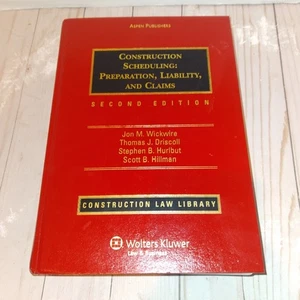 ASPEN PUBLISHERS
CONSTRUCTION
SCHEDULING:
PREPARATION, LIABILITY,
AND CLAIMS
SECOND EDITION
Jon M. Wickwire
Thomas J. Driscoll
Stephen B. Hurlbut
Scott B. Hillman
CONSTRUCTION LAW LIBRARY
Wolters Kluwer
Law & Business